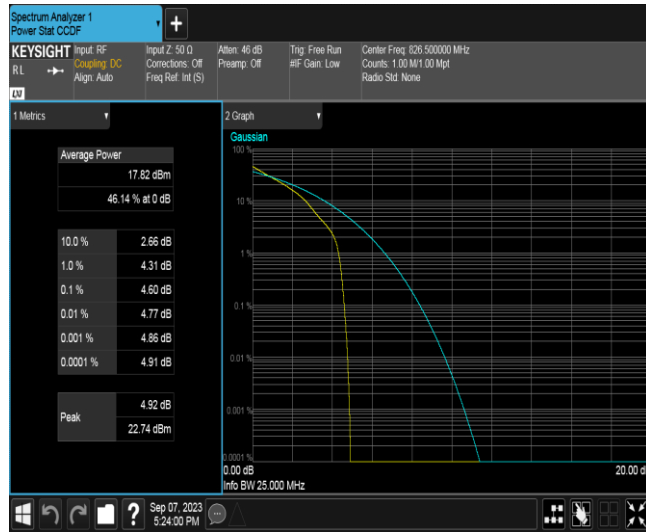 Spectrum Analyzer 1
Power Stat CCDF
KEYSIGHT
Input: RF
Coupling: DC
Align: Auto
Input Z: 50 Ω
Corrections: Off
Freq Ref: Int (S)
Atten: 46 dB
Preamp: Off
Trig: Free Run
#IF Gain: Low
Center Freq: 826.500000 MHz
Counts: 1.00 M/1.00 Mpt
Radio Std: None
R L
LXI
1 Metrics
Average Power
17.82 dBm
46.14 % at 0 dB
10.0 % 2.66 dB
1.0 % 4.31 dB
0.1 % 4.60 dB
0.01 % 4.77 dB
0.001 % 4.86 dB
0.0001 % 4.91 dB
Peak
4.92 dB
22.74 dBm
2 Graph
Gaussian
100 %
10 %
1 %
0.1 %
0.01 %
0.001 %
0.0001 %
0.00 dB
20.00 d
Info BW 25.000 MHz
Sep 07, 2023
5:24:00 PM